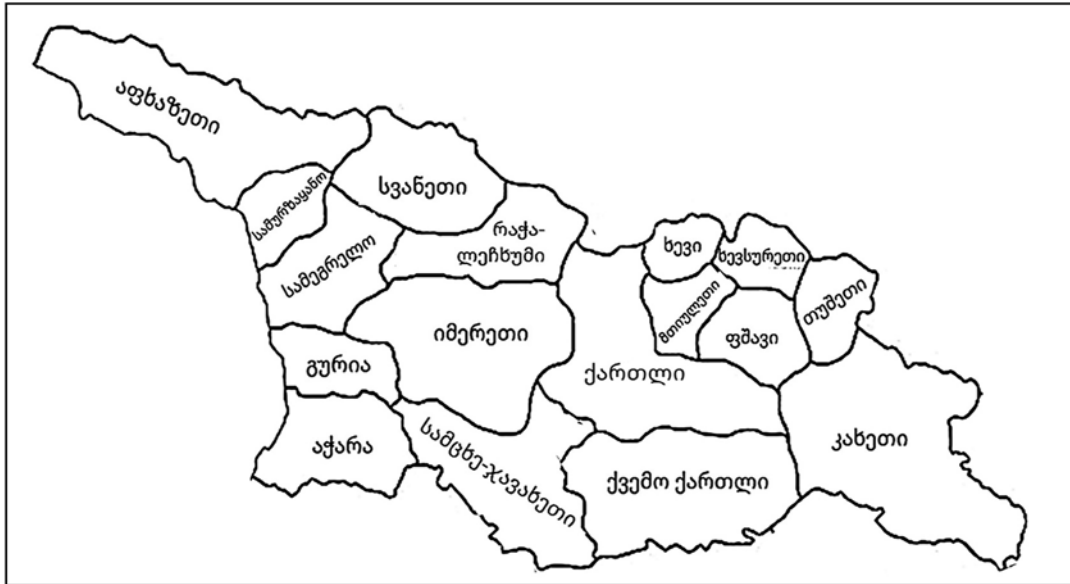 აფხაზეთი
სვანეთი
სამურზაყანო
რაჭა-
ლეჩხუმი
ხევი
ხევსურეთი
სამეგრელო
თუშეთი
მთიულეთი
იმერეთი
ფშავი
გურია
ქართლი
აჭარა
კახეთი
სამცხე-ჯავახეთი
ქვემო ქართლი